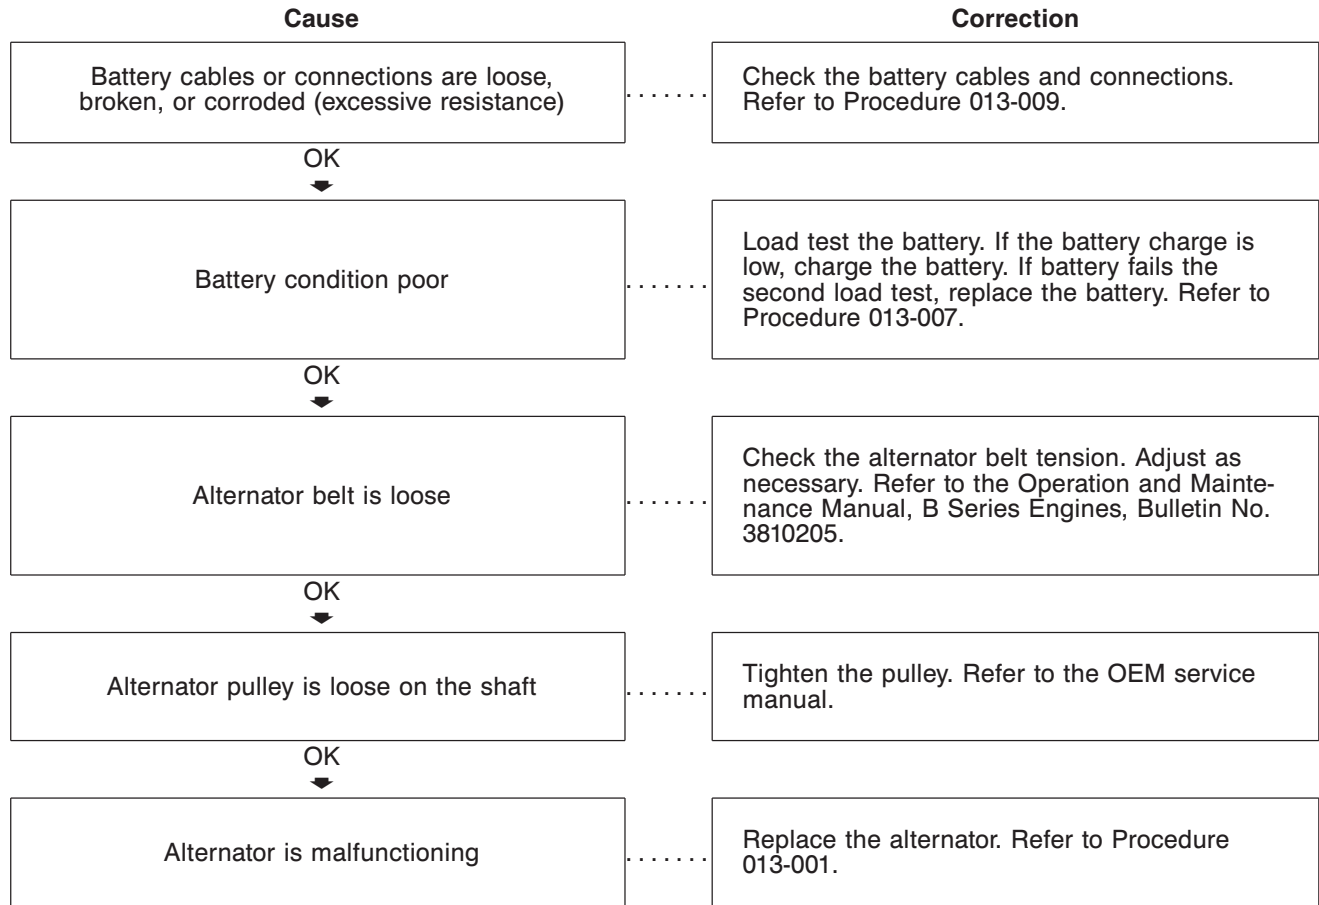 Cause
Correction
Battery cables or connections are loose,
broken, or corroded (excessive resistance)
.......
Check the battery cables and connections.
Refer to Procedure 013-009.
OK
Battery condition poor
.......
Load test the battery. If the battery charge is
low, charge the battery. If battery fails the
second load test, replace the battery. Refer to
Procedure 013-007.
OK
Alternator belt is loose
.......
Check the alternator belt tension. Adjust as
necessary. Refer to the Operation and Mainte-
nance Manual, B Series Engines, Bulletin No.
3810205.
OK
Alternator pulley is loose on the shaft
.......
Tighten the pulley. Refer to the OEM service
manual.
OK
Alternator is malfunctioning
.......
Replace the alternator. Refer to Procedure
013-001.